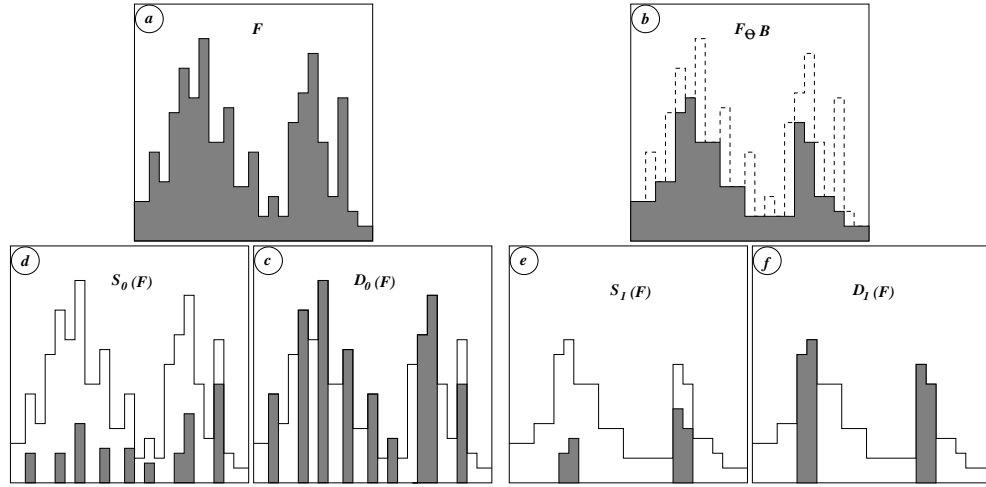 a
F
b
F ⊖ B
d
S₀ (F)
c
D₀ (F)
e
S₁ (F)
f
D₁ (F)